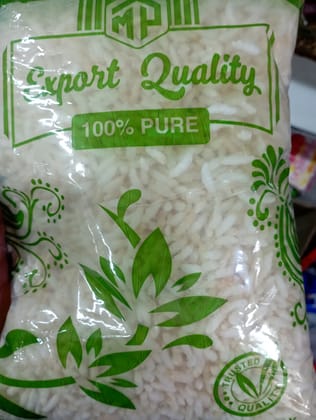 MP
Export Quality
100% PURE
TRUSTED
QUALITY